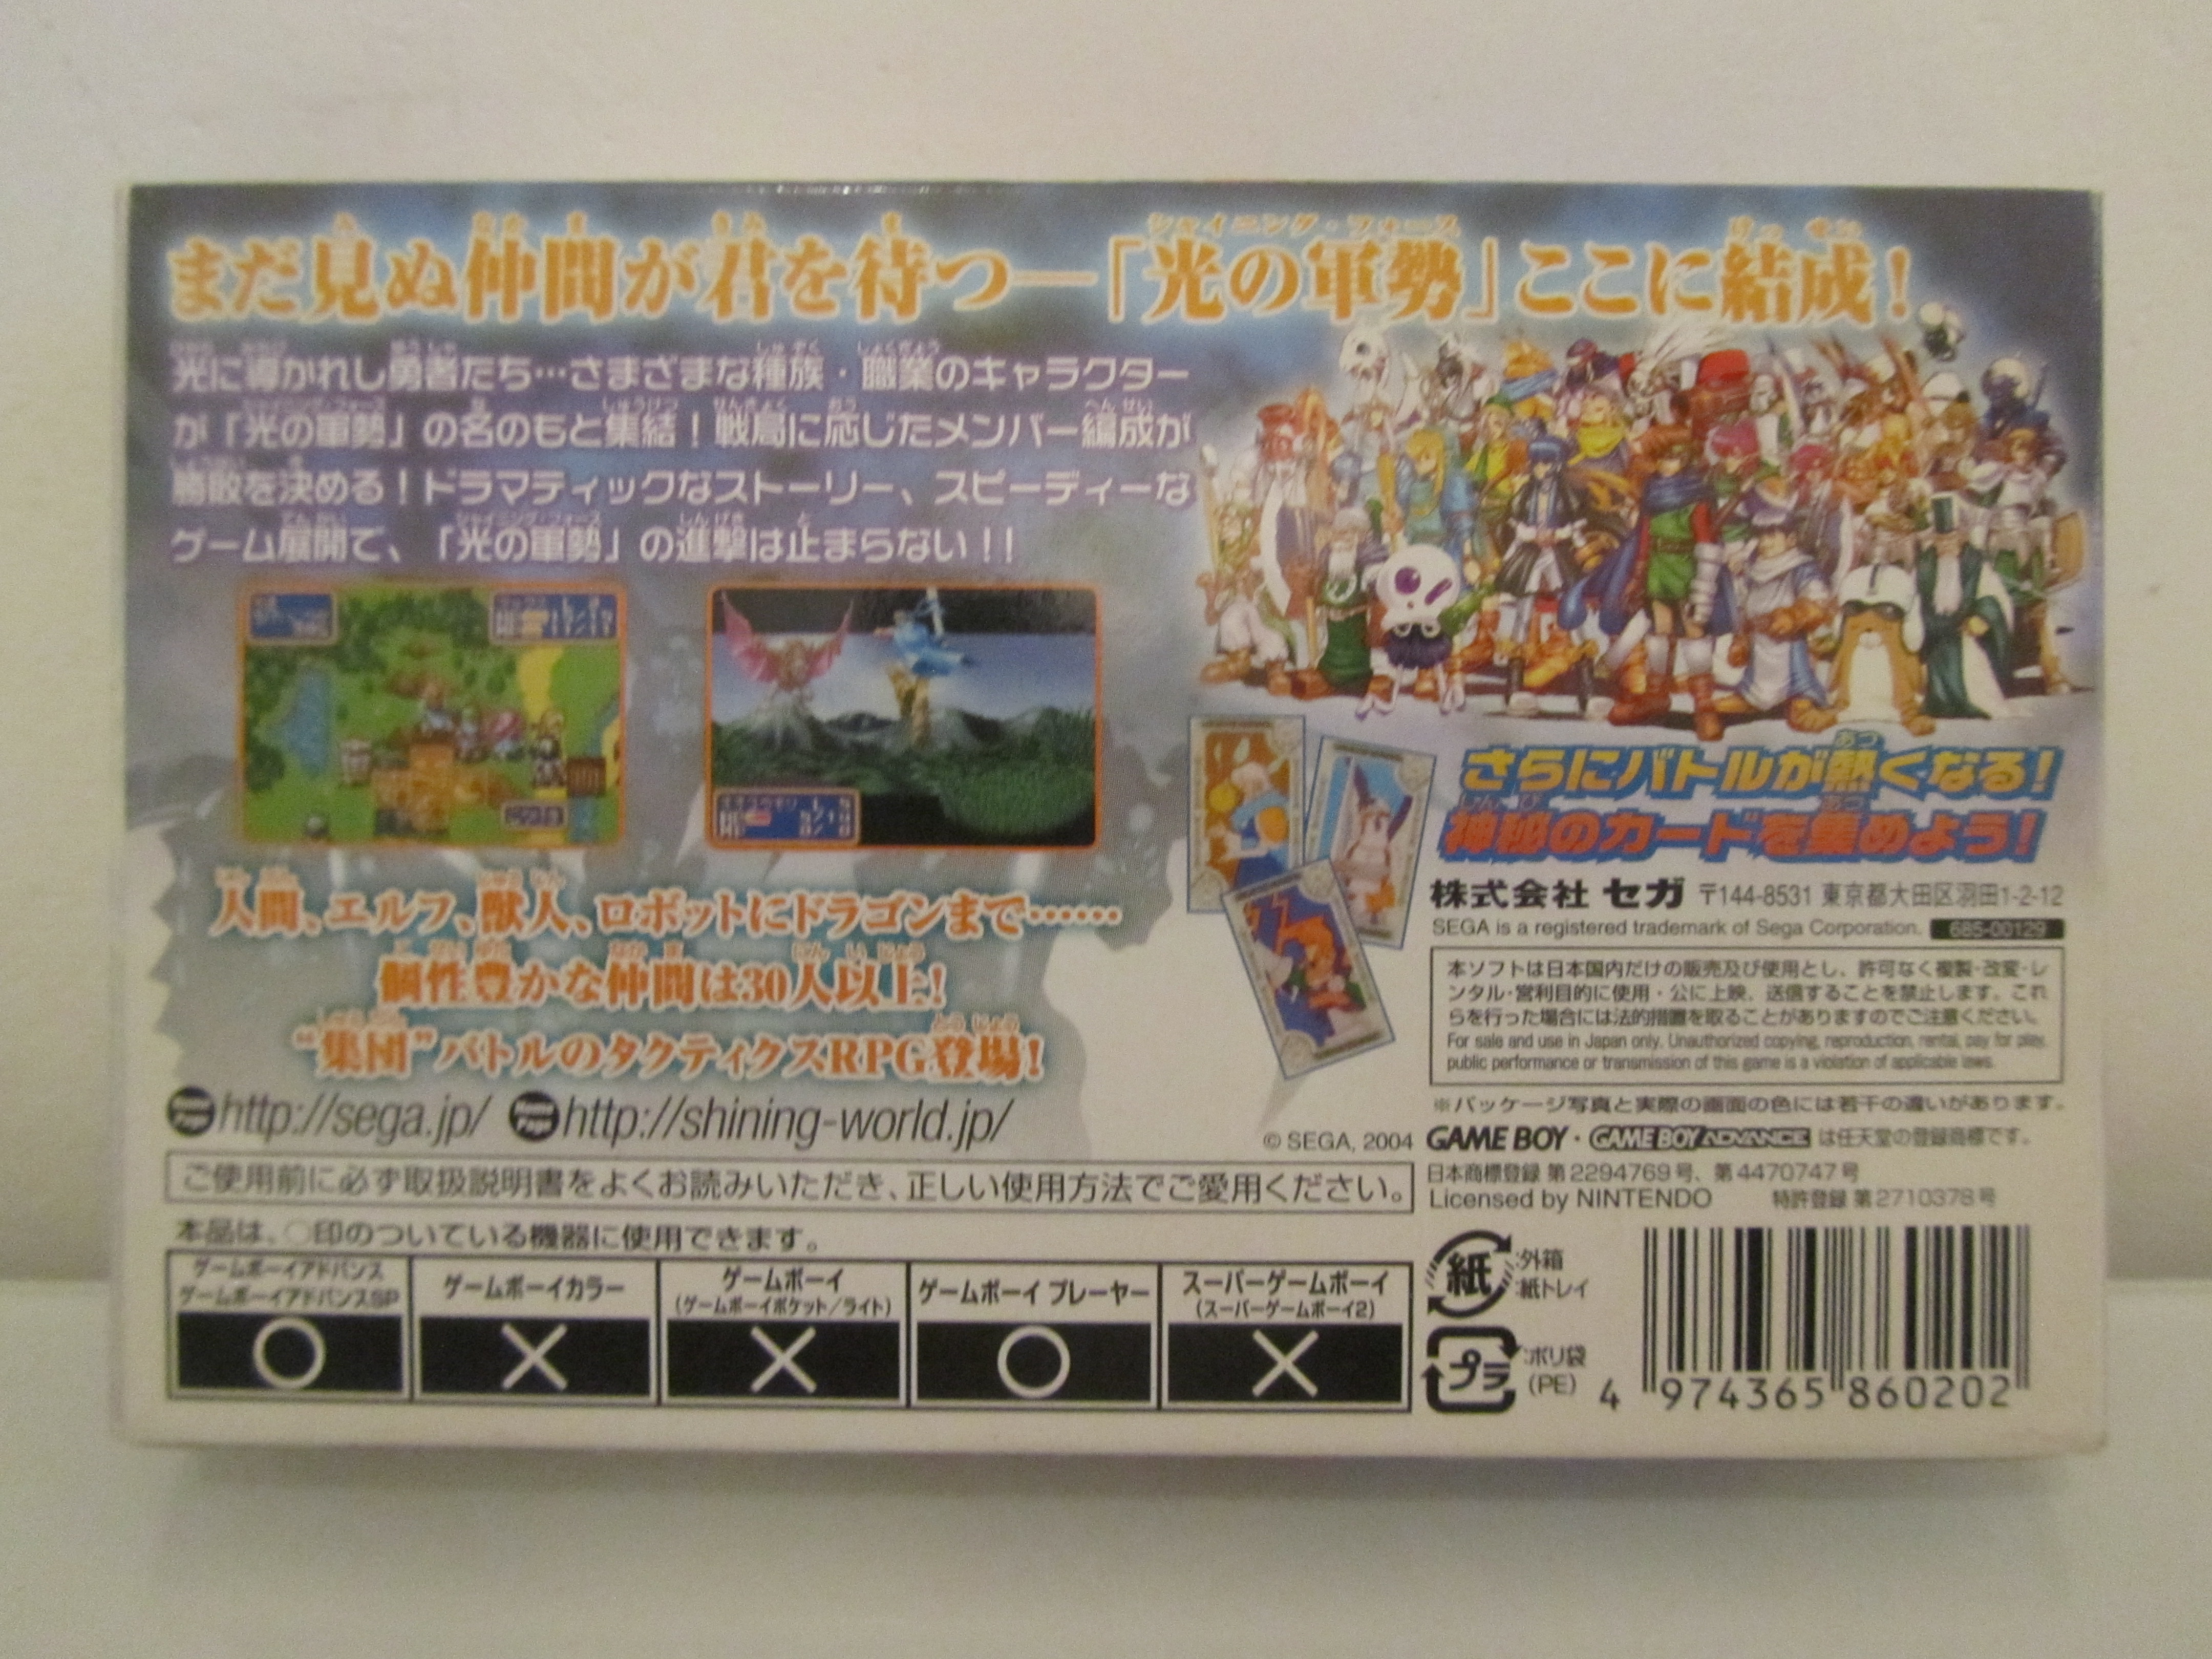 まだ見ぬ仲間が君を待つ―「光の軍勢」ここに結成!
シャイニング・フォース
光に導かれし勇者たち…さまざまな種族・職業のキャラクター
が「光の軍勢」の名のもと集結!戦局に応じたメンバー編成が
勝敗を決める!ドラマティックなストーリー、スピーディーな
ゲーム展開で、「光の軍勢」の進撃は止まらない!!
人間、エルフ、獣人、ロボットにドラゴンまで……
個性豊かな仲間は30人以上!
“集団”バトルのタクティクスRPG登場!
http://sega.jp/ http://shining-world.jp/
さらにバトルが熱くなる!
神秘のカードを集めよう!
株式会社 セガ 〒144-8531 東京都大田区羽田1-2-12
SEGA is a registered trademark of Sega Corporation. 685-00129
本ソフトは日本国内だけの販売及び使用とし、許可なく複製・改変・レ
ンタル・営利目的に使用・公に上映、送信することを禁止します。これ
らを行った場合には法的措置を取ることがありますのでご注意ください。
For sale and use in Japan only. Unauthorized copying, reproduction, rental, pay for play,
public performance or transmission of this game is a violation of applicable laws.
※パッケージ写真と実際の画面の色には若干の違いがあります。
© SEGA, 2004 GAME BOY・GAME BOY ADVANCE は任天堂の登録商標です。
日本商標登録 第2294769号、第4470747号
Licensed by NINTENDO 特許登録 第2710378号
ご使用前に必ず取扱説明書をよくお読みいただき、正しい使用方法でご愛用ください。
本品は、○印のついている機器に使用できます。
ゲームボーイアドバンス
ゲームボーイアドバンスSP
○
ゲームボーイカラー
×
ゲームボーイ
(ゲームボーイポケット/ライト)
×
ゲームボーイ プレーヤー
○
スーパーゲームボーイ
(スーパーゲームボーイ2)
×
紙 :外箱
:紙トレイ
プラ :ポリ袋
(PE)
4 974365 860202